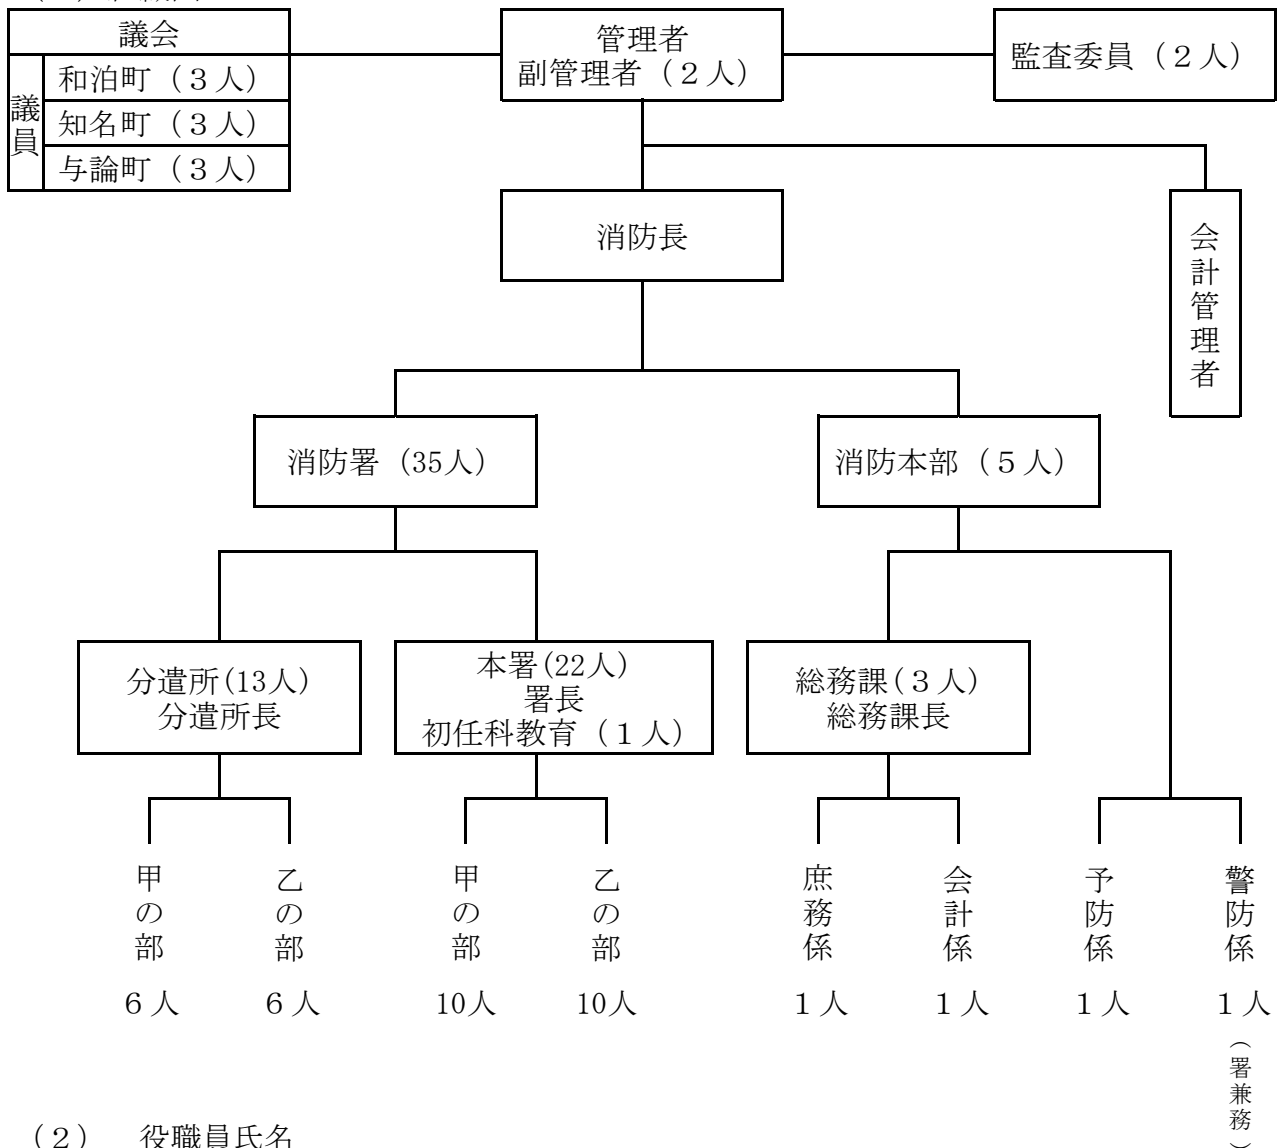 議会
管理者
副管理者（２人）
監査委員（２人）
議員
和泊町（３人）
知名町（３人）
与論町（３人）
消防長
会計管理者
消防署（35人）
消防本部（５人）
分遣所(13人)
分遣所長
本署(22人)
署長
初任科教育（１人）
総務課(３人)
総務課長
甲の部
乙の部
甲の部
乙の部
庶務係
会計係
予防係
警防係
６人
６人
10人
10人
１人
１人
１人
１人
（署兼務）
（２）　役職員氏名